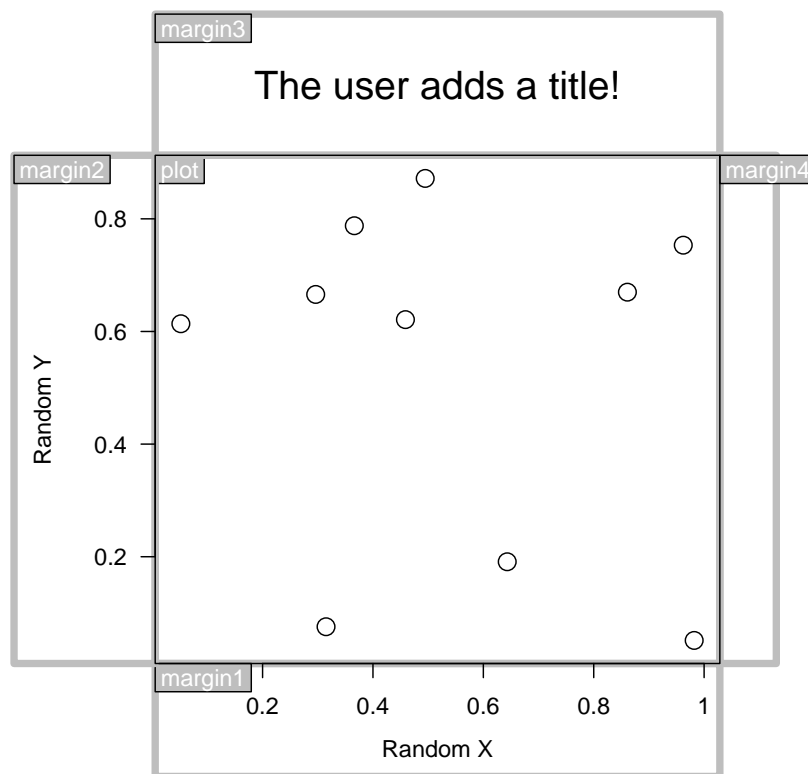 margin3
The user adds a title!
margin2
plot
margin4
0.8
0.6
0.4
0.2
Random Y
margin1
0.2 0.4 0.6 0.8 1
Random X